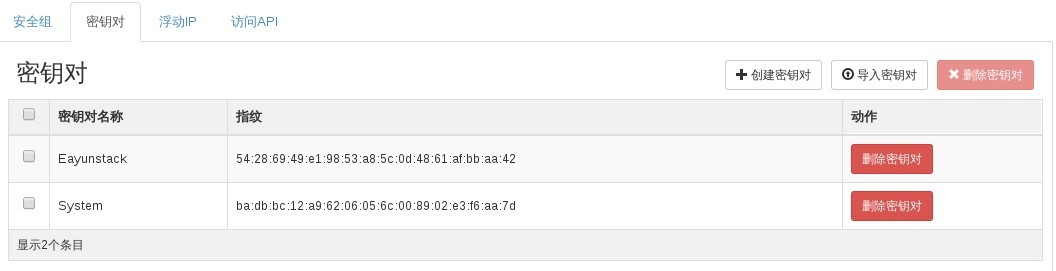 安全组 密钥对 浮动IP 访问API
密钥对 创建密钥对 导入密钥对 删除密钥对
密钥对名称 指纹 动作
Eayunstack 54:28:69:49:e1:98:53:a8:5c:0d:48:61:af:bb:aa:42 删除密钥对
System ba:db:bc:12:a9:62:06:05:6c:00:89:02:e3:f6:aa:7d 删除密钥对
显示2个条目